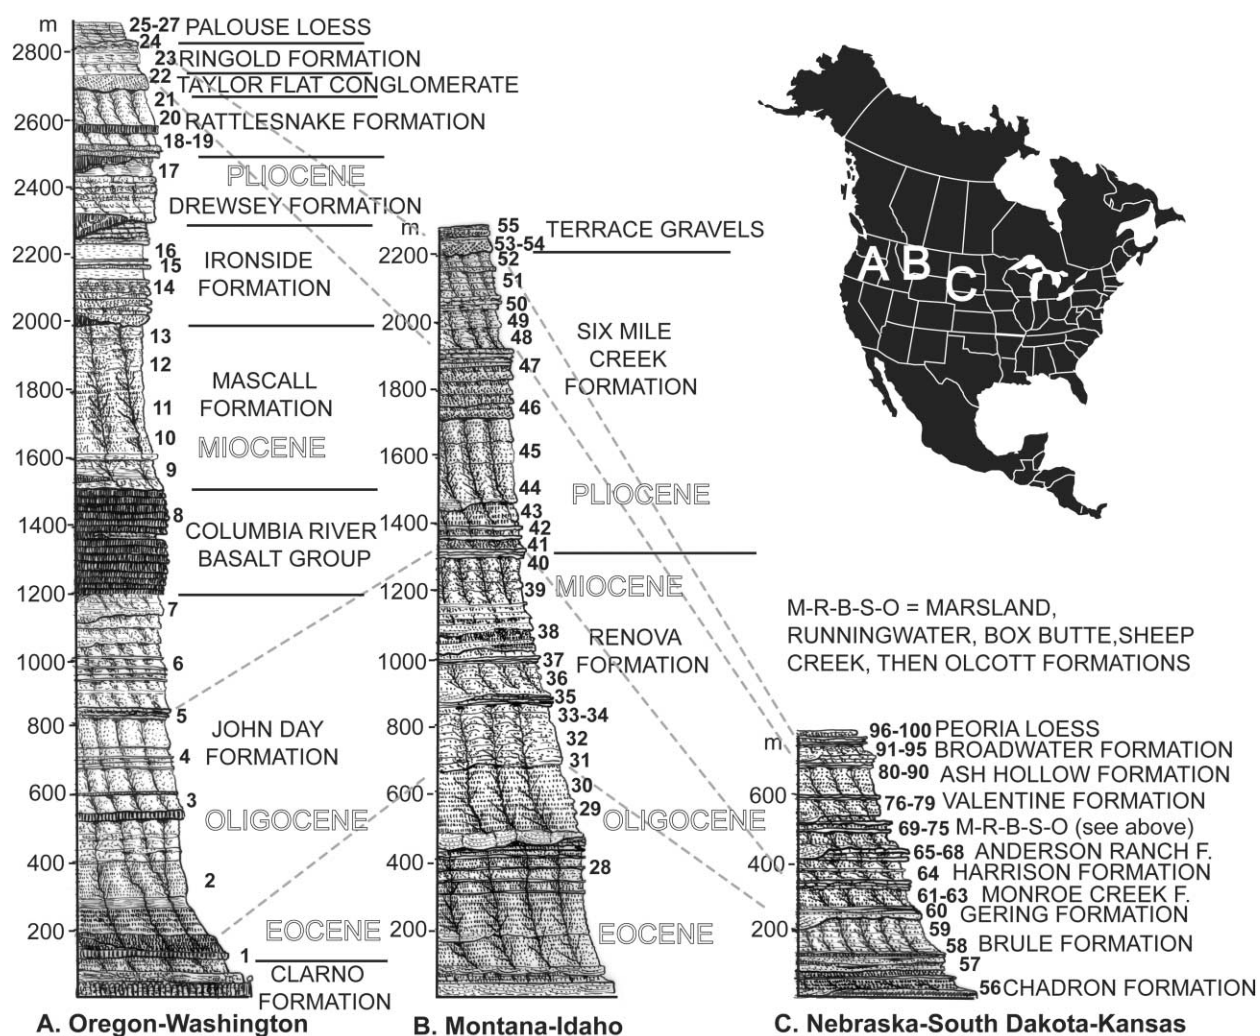 m
25-27 PALOUSE LOESS
24
2800
23 RINGOLD FORMATION
22 TAYLOR FLAT CONGLOMERATE
21
2600
20 RATTLESNAKE FORMATION
18-19
17
PLIOCENE
2400
DREWSEY FORMATION
2200
16
15
IRONSIDE
FORMATION
14
2000
13
12
MASCALL
FORMATION
1800
11
10
MIOCENE
1600
9
8
COLUMBIA RIVER
BASALT GROUP
1400
1200
7
1000
6
800
5
JOHN DAY
FORMATION
4
600
3
OLIGOCENE
400
2
200
EOCENE
1
CLARNO
FORMATION
A. Oregon-Washington
m
55
TERRACE GRAVELS
53-54
2200
52
51
50
2000
49
48
SIX MILE
CREEK
FORMATION
47
1800
46
1600
45
44
PLIOCENE
43
1400
42
41
40
MIOCENE
1200
39
38
RENOVA
FORMATION
1000
37
36
35
800
33-34
32
31
30
600
29
OLIGOCENE
400
28
200
EOCENE
B. Montana-Idaho
A
B
C
M-R-B-S-O = MARSLAND,
RUNNINGWATER, BOX BUTTE,SHEEP
CREEK, THEN OLCOTT FORMATIONS
m
96-100 PEORIA LOESS
91-95 BROADWATER FORMATION
80-90 ASH HOLLOW FORMATION
600
76-79 VALENTINE FORMATION
69-75 M-R-B-S-O (see above)
65-68 ANDERSON RANCH F.
400
64 HARRISON FORMATION
61-63 MONROE CREEK F.
60 GERING FORMATION
200
59
58 BRULE FORMATION
57
56 CHADRON FORMATION
C. Nebraska-South Dakota-Kansas